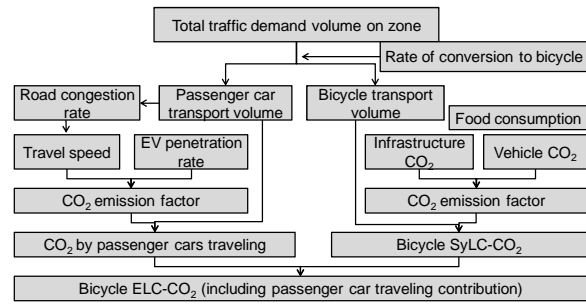 Total traffic demand volume on zone
Rate of conversion to bicycle
Road congestion
rate
Passenger car
transport volume
Bicycle transport
volume
Food consumption
Travel speed
EV penetration
rate
Infrastructure
CO₂
Vehicle CO₂
CO₂ emission factor
CO₂ emission factor
CO₂ by passenger cars traveling
Bicycle SyLC-CO₂
Bicycle ELC-CO₂ (including passenger car traveling contribution)